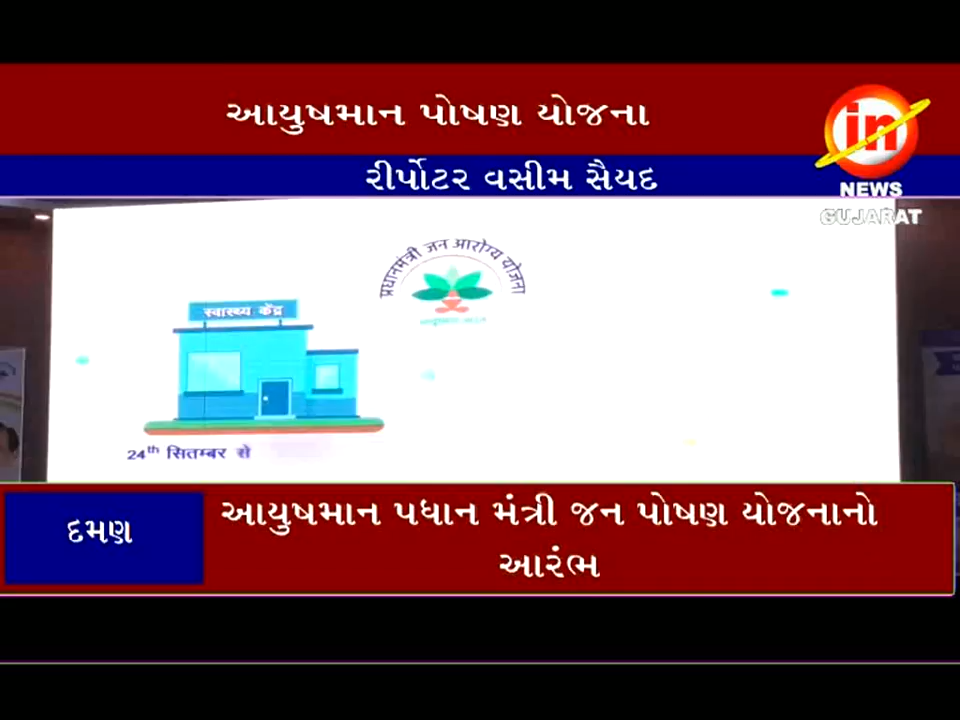 આયુષમાન પોષણ યોજના
in
NEWS
GUJARAT
રીર્પોટર વસીમ સૈયદ
प्रधानमंत्री जन आरोग्य योजना
स्वास्थ्य केंद्र
24th सितम्बर से
દમણ
આયુષમાન પધાન મંત્રી જન પોષણ યોજનાનો
આરંભ